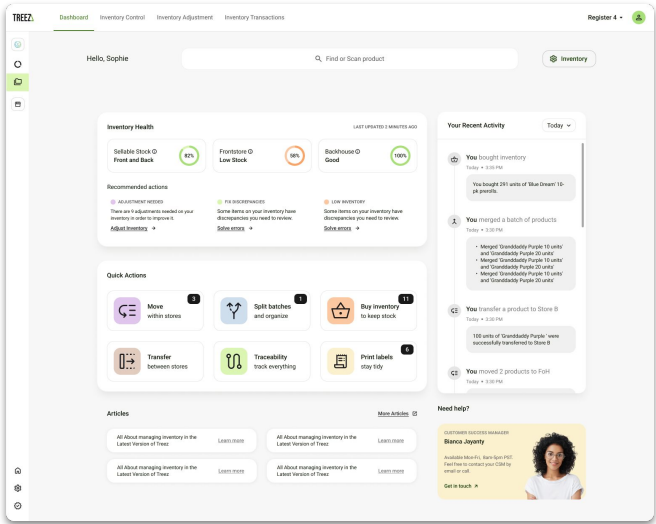 TREEZ
Dashboard
Inventory Control
Inventory Adjustment
Inventory Transactions
Register 4
Hello, Sophie
Find or Scan product
Inventory
Inventory Health
LAST UPDATED 2 MINUTES AGO
Sellable Stock
Front and Back
82%
Frontstore
Low Stock
58%
Backhouse
Good
100%
Recommended actions
ADJUSTMENT NEEDED
There are 9 adjustments needed on your
inventory in order to improve it.
Adjust Inventory
FIX DISCREPANCIES
Some items on your inventory have
discrepancies you need to review.
Solve errors
LOW INVENTORY
Some items on your inventory have
discrepancies you need to review.
Solve errors
Quick Actions
3
Move
within stores
1
Split batches
and organize
11
Buy inventory
to keep stock
Transfer
between stores
Traceability
track everything
6
Print labels
stay tidy
Articles
More Articles
All About managing inventory in the
Latest Version of Treez
Learn more
All About managing inventory in the
Latest Version of Treez
Learn more
All About managing inventory in the
Latest Version of Treez
Learn more
All About managing inventory in the
Latest Version of Treez
Learn more
Your Recent Activity
Today
You bought inventory
Today • 3:30 PM
You bought 291 units of 'Blue Dream' 10-
pk prerolls.
You merged a batch of products
Today • 3:30 PM
• Merged 'Granddaddy Purple 10 units'
and 'Granddaddy Purple 20 units'
• Merged 'Granddaddy Purple 10 units'
and 'Granddaddy Purple 20 units'
• Merged 'Granddaddy Purple 10 units'
and 'Granddaddy Purple 20 units'
You transfer a product to Store B
Today • 3:30 PM
100 units of 'Granddaddy Purple ' were
successfully transferred to Store B
You moved 2 products to FoH
Today • 3:30 PM
Need help?
CUSTOMER SUCCESS MANAGER
Bianca Jayanty
Available Mon-Fri, 9am-5pm PST.
Feel free to contact your CSM by
email or call.
Get in touch